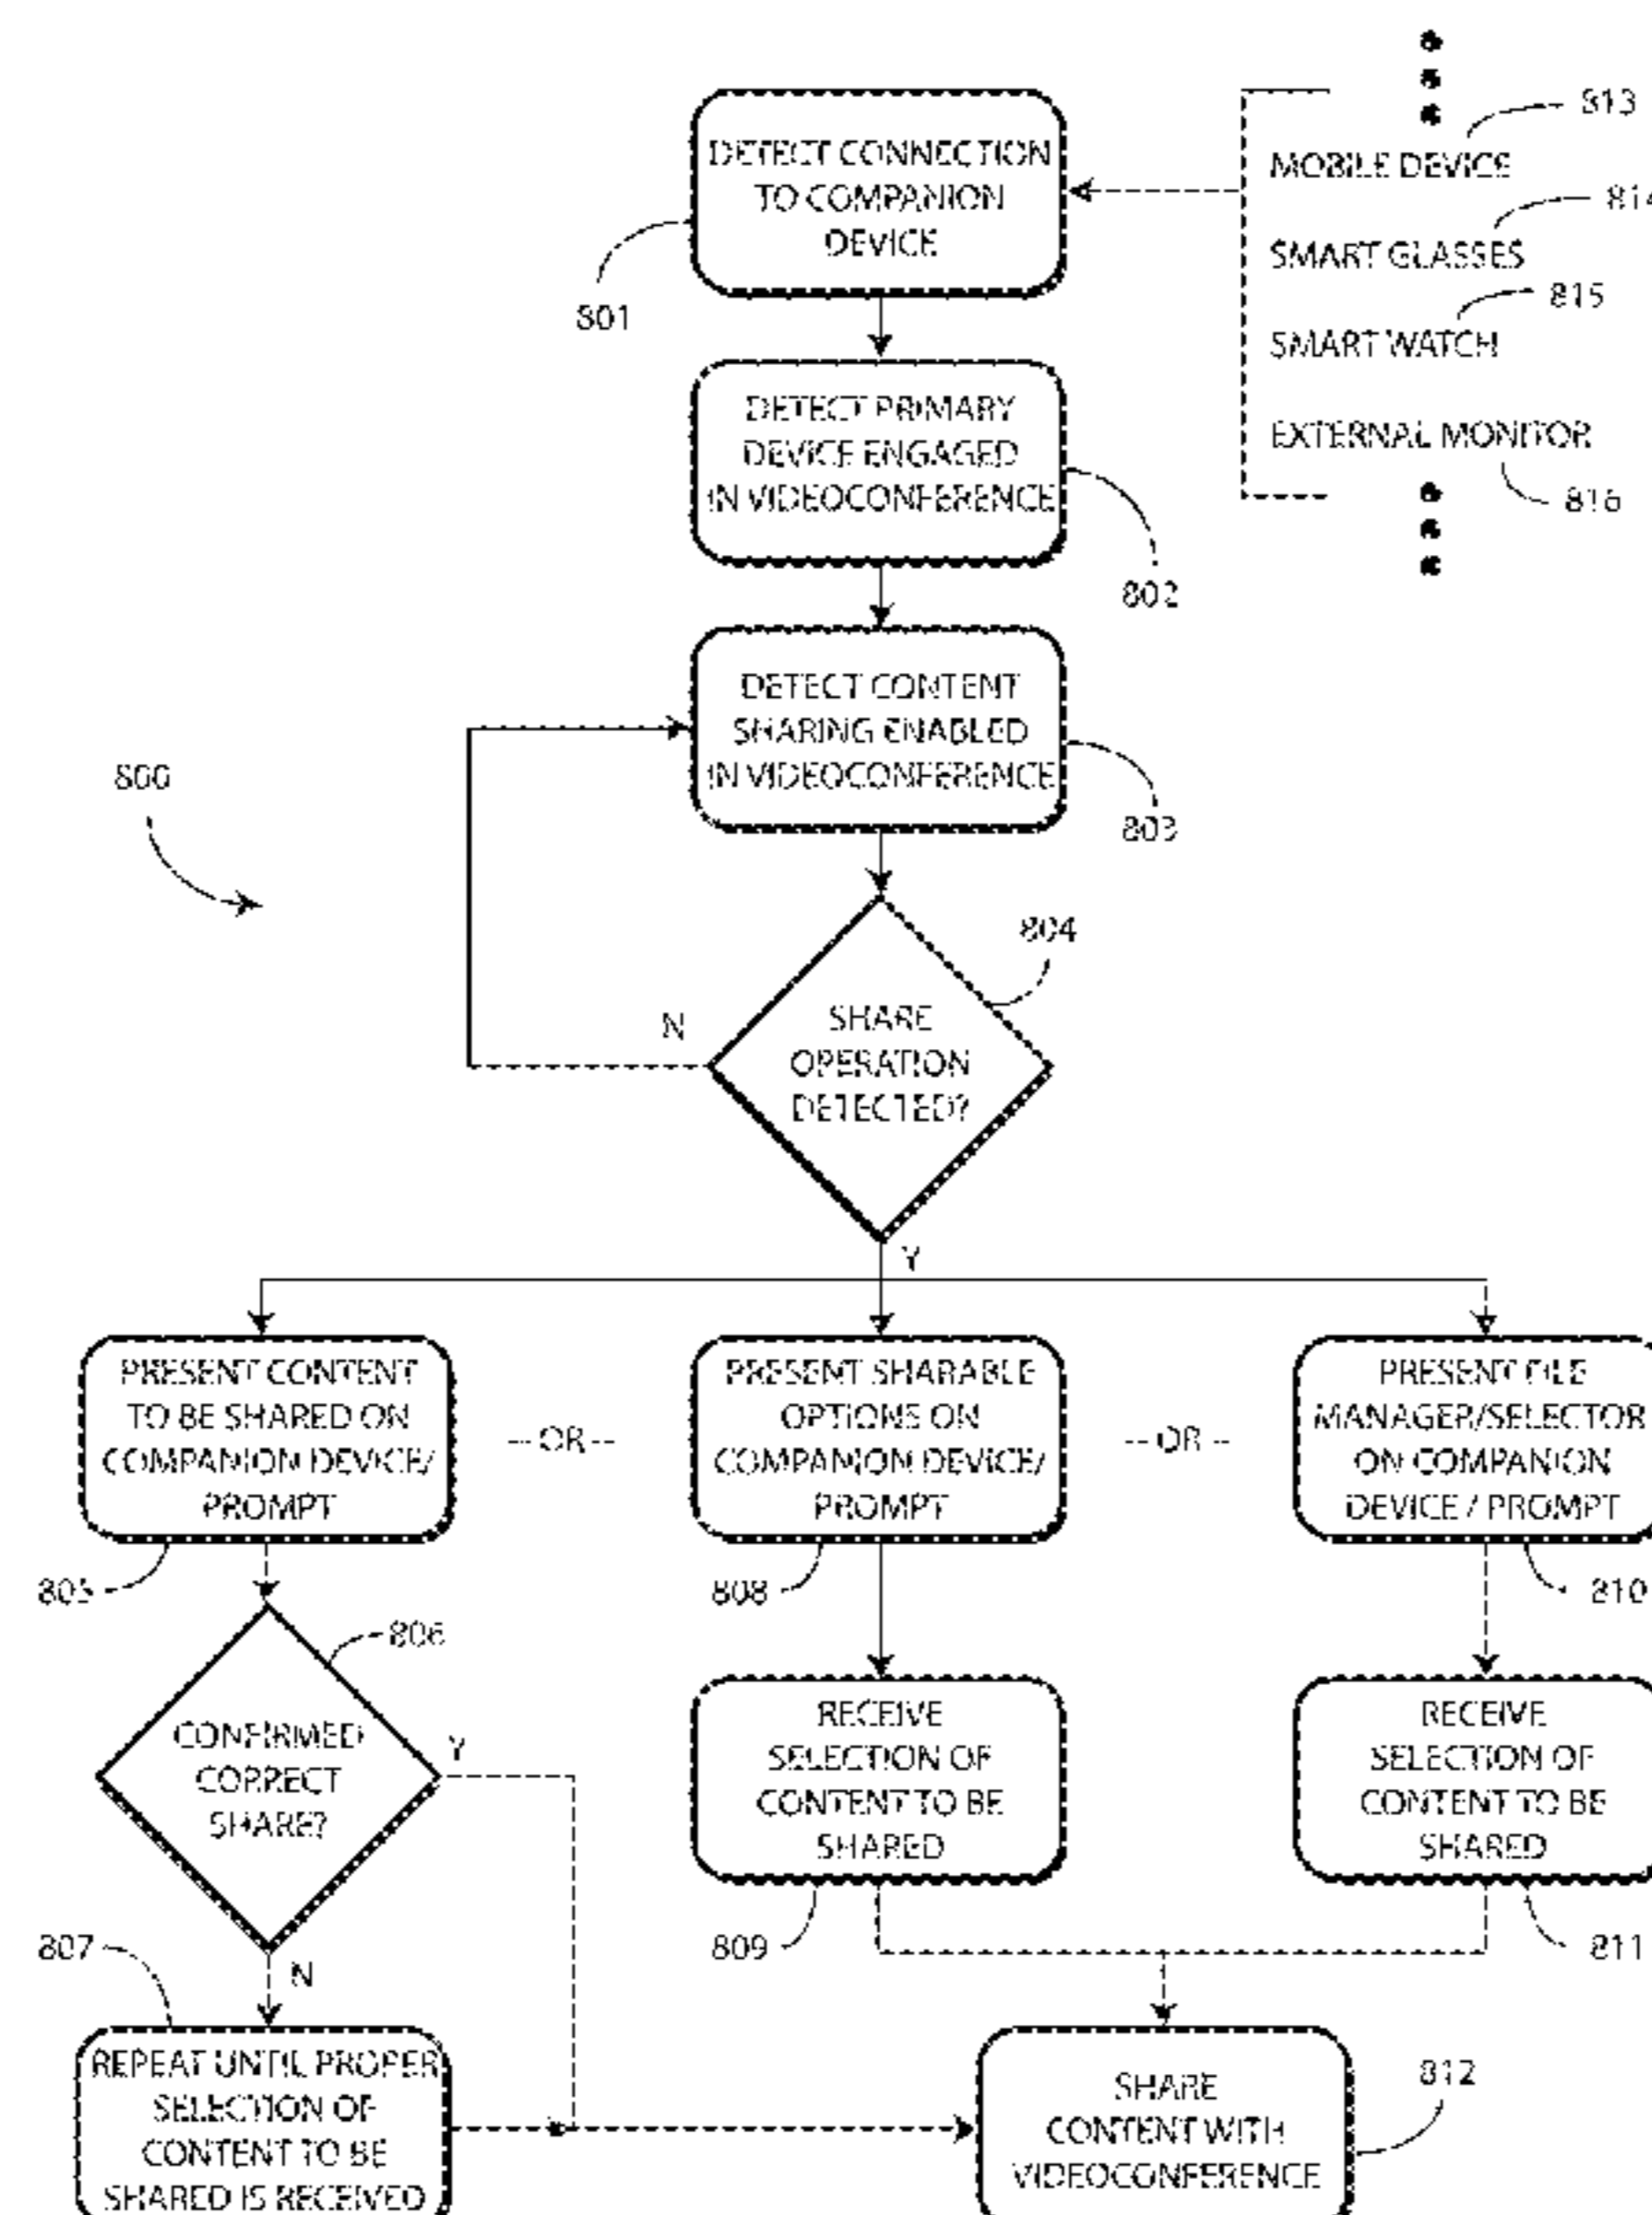 813
DETECT CONNECTION
TO COMPANION
DEVICE
MOBILE DEVICE
SMART GLASSES
801
815
SMART WATCH
DETECT PRIMARY
DEVICE ENGAGED
IN VIDEOCONFERENCE
EXTERNAL MONITOR
816
802
DETECT CONTENT
SHARING ENABLED
IN VIDEOCONFERENCE
800
803
804
N
SHARE
OPERATION
DETECTED?
Y
PRESENT CONTENT
TO BE SHARED ON
COMPANION DEVICE/
PROMPT
-- OR --
PRESENT SHARABLE
OPTIONS ON
COMPANION DEVICE/
PROMPT
-- OR --
PRESENT FILE
MANAGER/SELECTOR
ON COMPANION
DEVICE / PROMPT
805
808
810
806
CONFIRMED
CORRECT
SHARE?
Y
RECEIVE
SELECTION OF
CONTENT TO BE
SHARED
RECEIVE
SELECTION OF
CONTENT TO BE
SHARED
807
N
809
811
REPEAT UNTIL PROPER
SELECTION OF
CONTENT TO BE
SHARED IS RECEIVED
SHARE
CONTENT WITH
VIDEOCONFERENCE
812